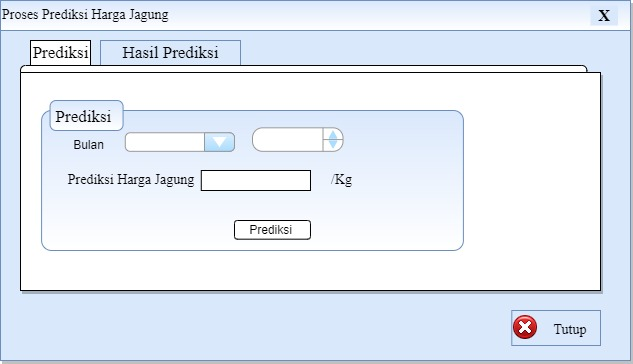 Proses Prediksi Harga Jagung
X
Prediksi
Hasil Prediksi
Prediksi
Bulan
Prediksi Harga Jagung
/Kg
Prediksi
Tutup